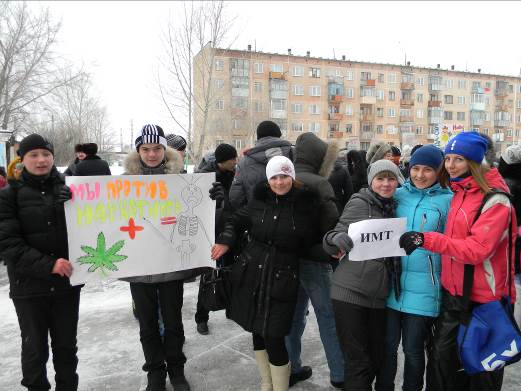 МЫ ПРОТИВ
НАРКОТИКОВ
+
=
ИМТ